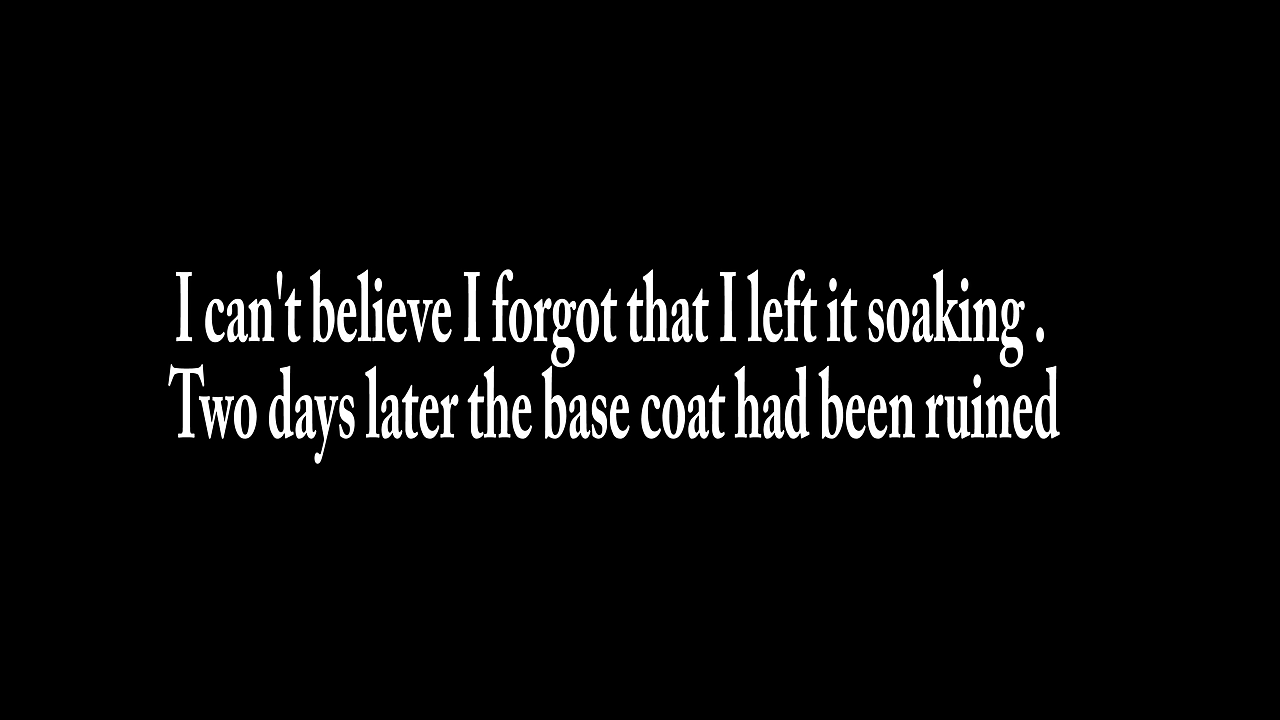 I can't believe I forgot that I left it soaking .
Two days later the base coat had been ruined